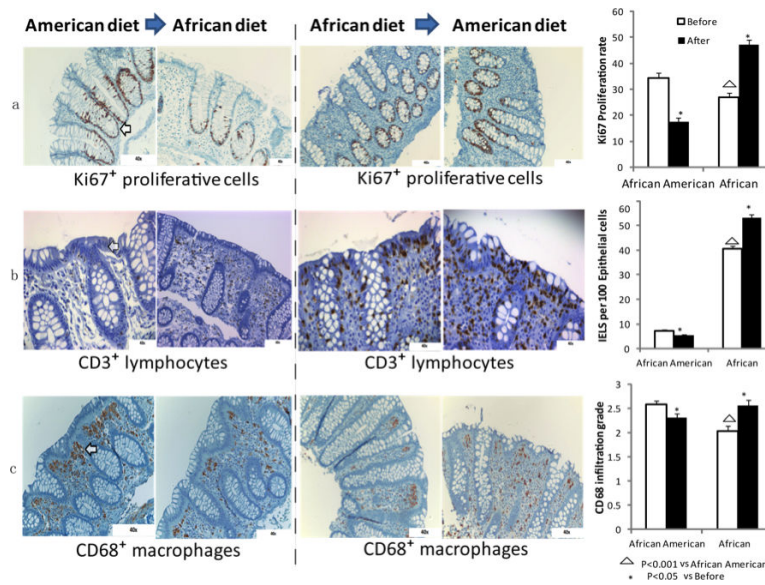 American diet African diet African diet American diet
a
Ki67+ proliferative cells Ki67+ proliferative cells
60
50
40
30
20
10
0
Ki67 Proliferation rate
Before
After
*
*
African American African
b
40x
CD3+ lymphocytes CD3+ lymphocytes
60
50
40
30
20
10
0
IELS per 100 Epithelial cells
*
*
African American African
c
40x
CD68+ macrophages CD68+ macrophages
3
2.5
2
1.5
1
0.5
0
CD68 infiltration grade
*
*
African American African
△ P<0.001 vs African American
* P<0.05 vs Before